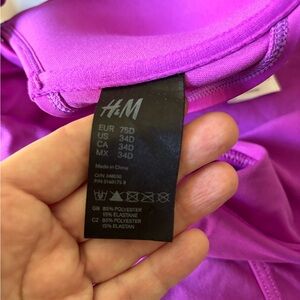 H&M
EUR 75D
US 34D
CA 34D
MX 34D
Made in China
GB 85% POLYESTER
15% ELASTANE
CZ 85% POLYESTER
15% ELASTAN